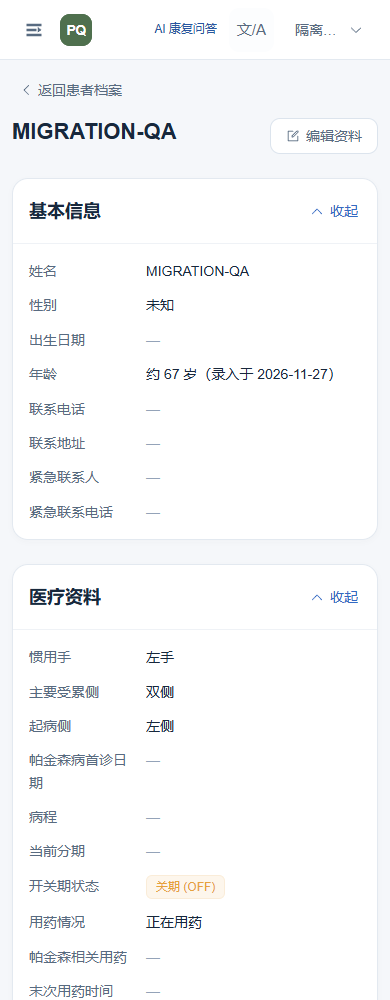 PQ
AI 康复问答
文/A
隔离...
返回患者档案
MIGRATION-QA
编辑资料
基本信息
收起
姓名 MIGRATION-QA
性别 未知
出生日期 —
年龄 约 67 岁（录入于 2026-11-27）
联系电话 —
联系地址 —
紧急联系人 —
紧急联系电话 —
医疗资料
收起
惯用手 左手
主要受累侧 双侧
起病侧 左侧
帕金森病首诊日 —
期
病程 —
当前分期 —
开关期状态 关期 (OFF)
用药情况 正在用药
帕金森相关用药 —
末次用药时间 —